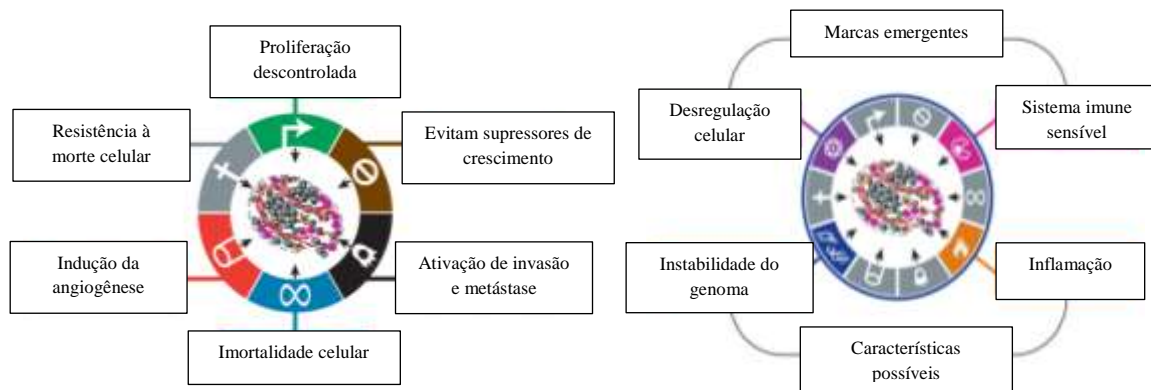 Proliferação
descontrolada
Resistência à
morte celular
Evitam supressores de
crescimento
Indução da
angiogênese
Ativação de invasão
e metástase
Imortalidade celular
Marcas emergentes
Desregulação
celular
Sistema imune
sensível
Instabilidade do
genoma
Inflamação
Características
possíveis